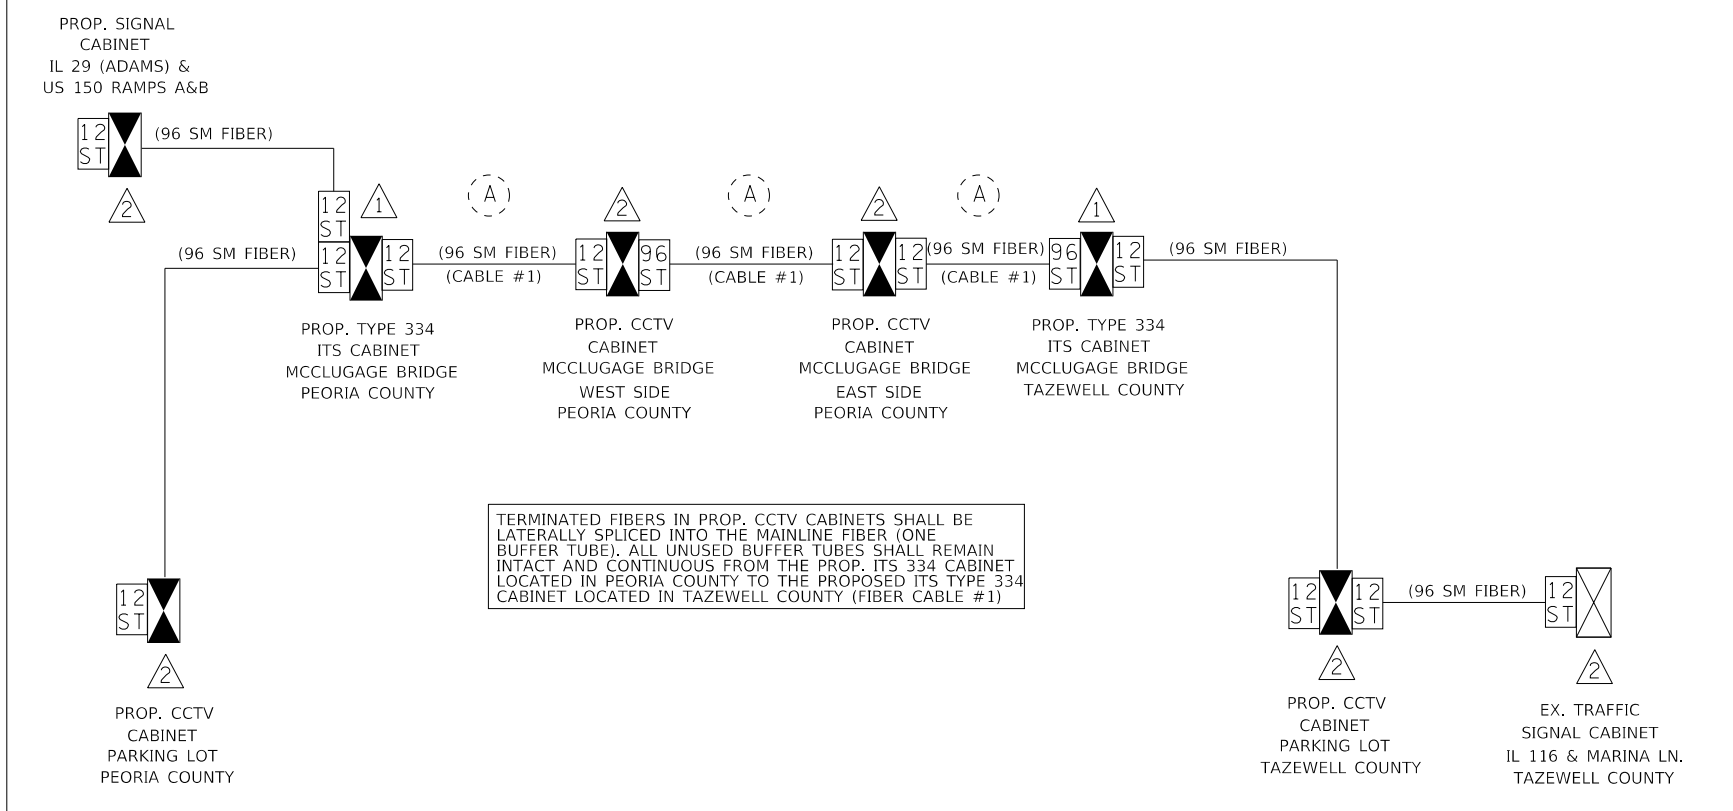 PROP. SIGNAL
CABINET
IL 29 (ADAMS) &
US 150 RAMPS A&B
12
ST
(96 SM FIBER)
2
12
ST
1
(96 SM FIBER)
12
ST
12
ST
A
(96 SM FIBER)
(CABLE #1)
2
12
ST
96
ST
A
(96 SM FIBER)
(CABLE #1)
2
12
ST
12
ST
A
(96 SM FIBER)
(CABLE #1)
1
96
ST
12
ST
(96 SM FIBER)
PROP. TYPE 334
ITS CABINET
MCCLUGAGE BRIDGE
PEORIA COUNTY
PROP. CCTV
CABINET
MCCLUGAGE BRIDGE
WEST SIDE
PEORIA COUNTY
PROP. CCTV
CABINET
MCCLUGAGE BRIDGE
EAST SIDE
PEORIA COUNTY
PROP. TYPE 334
ITS CABINET
MCCLUGAGE BRIDGE
TAZEWELL COUNTY
TERMINATED FIBERS IN PROP. CCTV CABINETS SHALL BE
LATERALLY SPLICED INTO THE MAINLINE FIBER (ONE
BUFFER TUBE). ALL UNUSED BUFFER TUBES SHALL REMAIN
INTACT AND CONTINUOUS FROM THE PROP. ITS 334 CABINET
LOCATED IN PEORIA COUNTY TO THE PROPOSED ITS TYPE 334
CABINET LOCATED IN TAZEWELL COUNTY (FIBER CABLE #1)
12
ST
2
PROP. CCTV
CABINET
PARKING LOT
PEORIA COUNTY
12
ST
12
ST
2
PROP. CCTV
CABINET
PARKING LOT
TAZEWELL COUNTY
(96 SM FIBER)
12
ST
2
EX. TRAFFIC
SIGNAL CABINET
IL 116 & MARINA LN.
TAZEWELL COUNTY